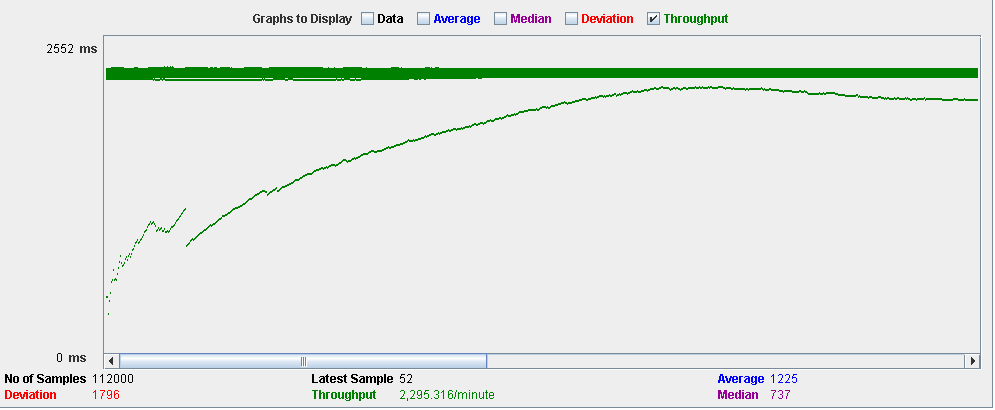 Graphs to Display Data Average Median Deviation Throughput
2552 ms
0 ms
No of Samples 112000 Latest Sample 52 Average 1225
Deviation 1796 Throughput 2,295.316/minute Median 737